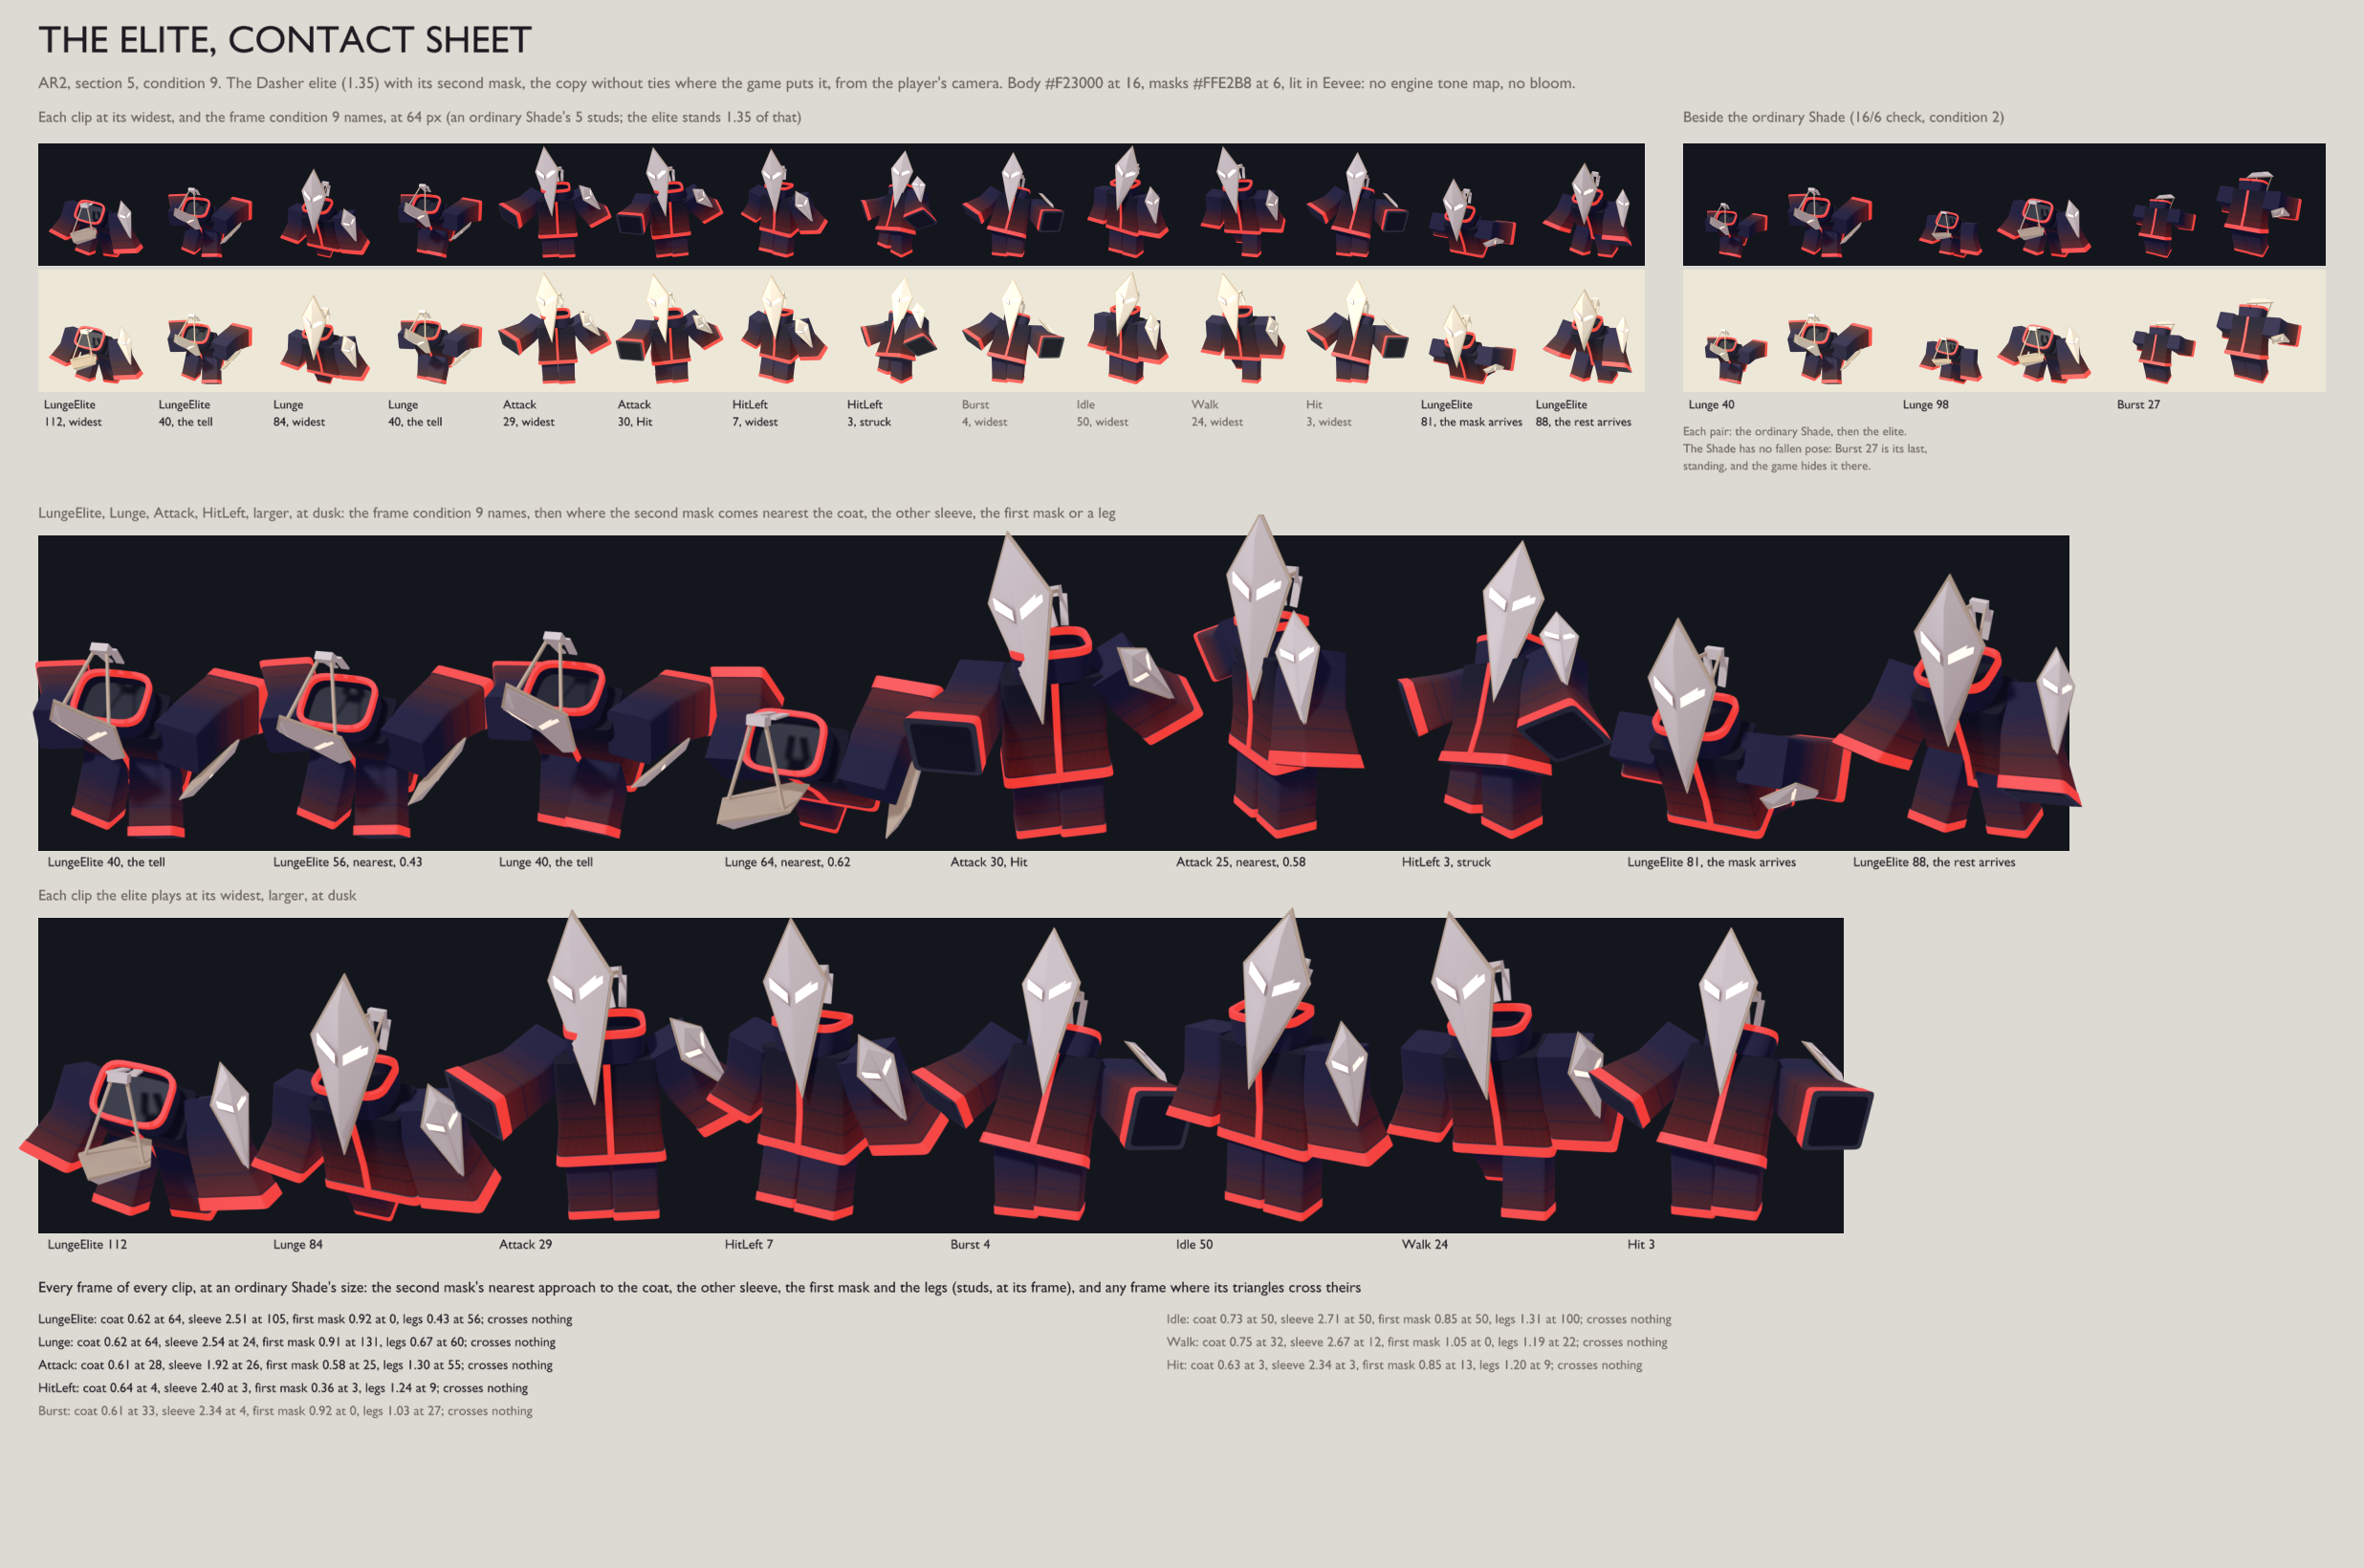 THE ELITE, CONTACT SHEET
AR2, section 5, condition 9. The Dasher elite (1.35) with its second mask, the copy without ties where the game puts it, from the player's camera. Body #F23000 at 16, masks #FFE2B8 at 6, lit in Eevee: no engine tone map, no bloom.
Each clip at its widest, and the frame condition 9 names, at 64 px (an ordinary Shade's 5 studs; the elite stands 1.35 of that)
LungeElite
112, widest
LungeElite
40, the tell
Lunge
84, widest
Lunge
40, the tell
Attack
29, widest
Attack
30, Hit
HitLeft
7, widest
HitLeft
3, struck
Burst
4, widest
Idle
50, widest
Walk
24, widest
Hit
3, widest
LungeElite
81, the mask arrives
LungeElite
88, the rest arrives
Beside the ordinary Shade (16/6 check, condition 2)
Lunge 40
Lunge 98
Burst 27
Each pair: the ordinary Shade, then the elite.
The Shade has no fallen pose: Burst 27 is its last,
standing, and the game hides it there.
LungeElite, Lunge, Attack, HitLeft, larger, at dusk: the frame condition 9 names, then where the second mask comes nearest the coat, the other sleeve, the first mask or a leg
LungeElite 40, the tell
LungeElite 56, nearest, 0.43
Lunge 40, the tell
Lunge 64, nearest, 0.62
Attack 30, Hit
Attack 25, nearest, 0.58
HitLeft 3, struck
LungeElite 81, the mask arrives
LungeElite 88, the rest arrives
Each clip the elite plays at its widest, larger, at dusk
LungeElite 112
Lunge 84
Attack 29
HitLeft 7
Burst 4
Idle 50
Walk 24
Hit 3
Every frame of every clip, at an ordinary Shade's size: the second mask's nearest approach to the coat, the other sleeve, the first mask and the legs (studs, at its frame), and any frame where its triangles cross theirs
LungeElite: coat 0.62 at 64, sleeve 2.51 at 105, first mask 0.92 at 0, legs 0.43 at 56; crosses nothing
Lunge: coat 0.62 at 64, sleeve 2.54 at 24, first mask 0.91 at 131, legs 0.67 at 60; crosses nothing
Attack: coat 0.61 at 28, sleeve 1.92 at 26, first mask 0.58 at 25, legs 1.30 at 55; crosses nothing
HitLeft: coat 0.64 at 4, sleeve 2.40 at 3, first mask 0.36 at 3, legs 1.24 at 9; crosses nothing
Burst: coat 0.61 at 33, sleeve 2.34 at 4, first mask 0.92 at 0, legs 1.03 at 27; crosses nothing
Idle: coat 0.73 at 50, sleeve 2.71 at 50, first mask 0.85 at 50, legs 1.31 at 100; crosses nothing
Walk: coat 0.75 at 32, sleeve 2.67 at 12, first mask 1.05 at 0, legs 1.19 at 22; crosses nothing
Hit: coat 0.63 at 3, sleeve 2.34 at 3, first mask 0.85 at 13, legs 1.20 at 9; crosses nothing